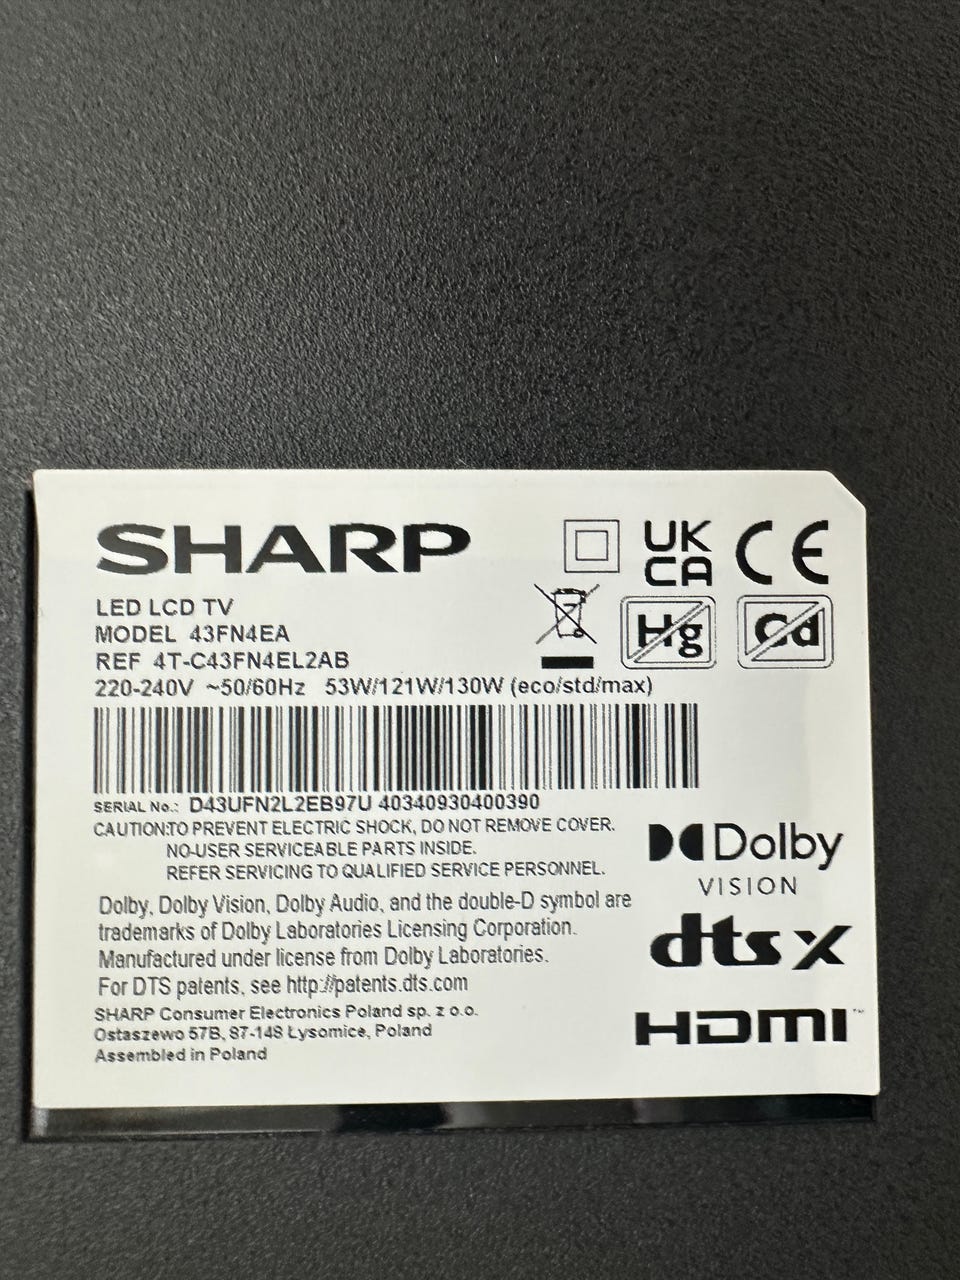 SHARP
UK
CA
CE
LED LCD TV
MODEL 43FN4EA
REF 4T-C43FN4EL2AB
Hg
Cd
220-240V ~50/60Hz 53W/121W/130W (eco/std/max)
SERIAL No.: D43UFN2L2EB97U 40340930400390
CAUTION:TO PREVENT ELECTRIC SHOCK, DO NOT REMOVE COVER.
NO-USER SERVICEABLE PARTS INSIDE.
REFER SERVICING TO QUALIFIED SERVICE PERSONNEL.
Dolby
VISION
Dolby, Dolby Vision, Dolby Audio, and the double-D symbol are
trademarks of Dolby Laboratories Licensing Corporation.
Manufactured under license from Dolby Laboratories.
For DTS patents, see http://patents.dts.com
dts X
SHARP Consumer Electronics Poland sp. z o.o.
Ostaszewo 57B, 87-148 Łysomice, Poland
Assembled in Poland
HDMI™